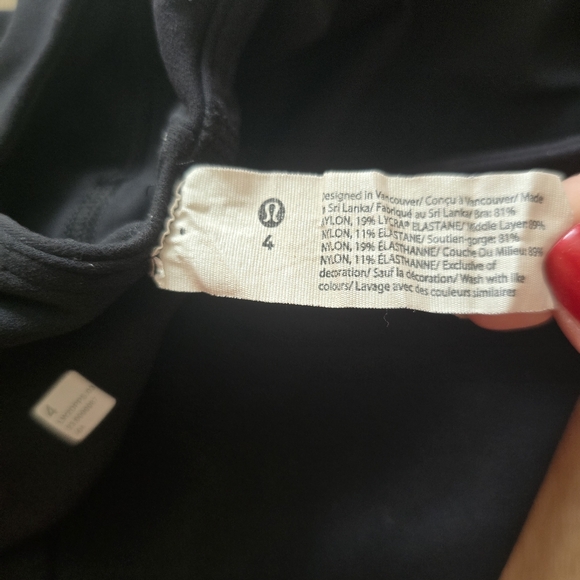 4
Designed in Vancouver/ Conçu à Vancouver/ Made
n Sri Lanka/ Fabriqué au Sri Lanka/ Bra: 81%
NYLON, 19% LYCRA® ELASTANE/ Middle Layer: 89%
NYLON, 11% ELASTANE/ Soutien-gorge: 81%
NYLON, 19% ÉLASTHANNE/ Couche Du Milieu: 89%
NYLON, 11% ÉLASTHANNE/ Exclusive of
decoration/ Sauf la décoration/ Wash with like
colours/ Lavage avec des couleurs similaires
4